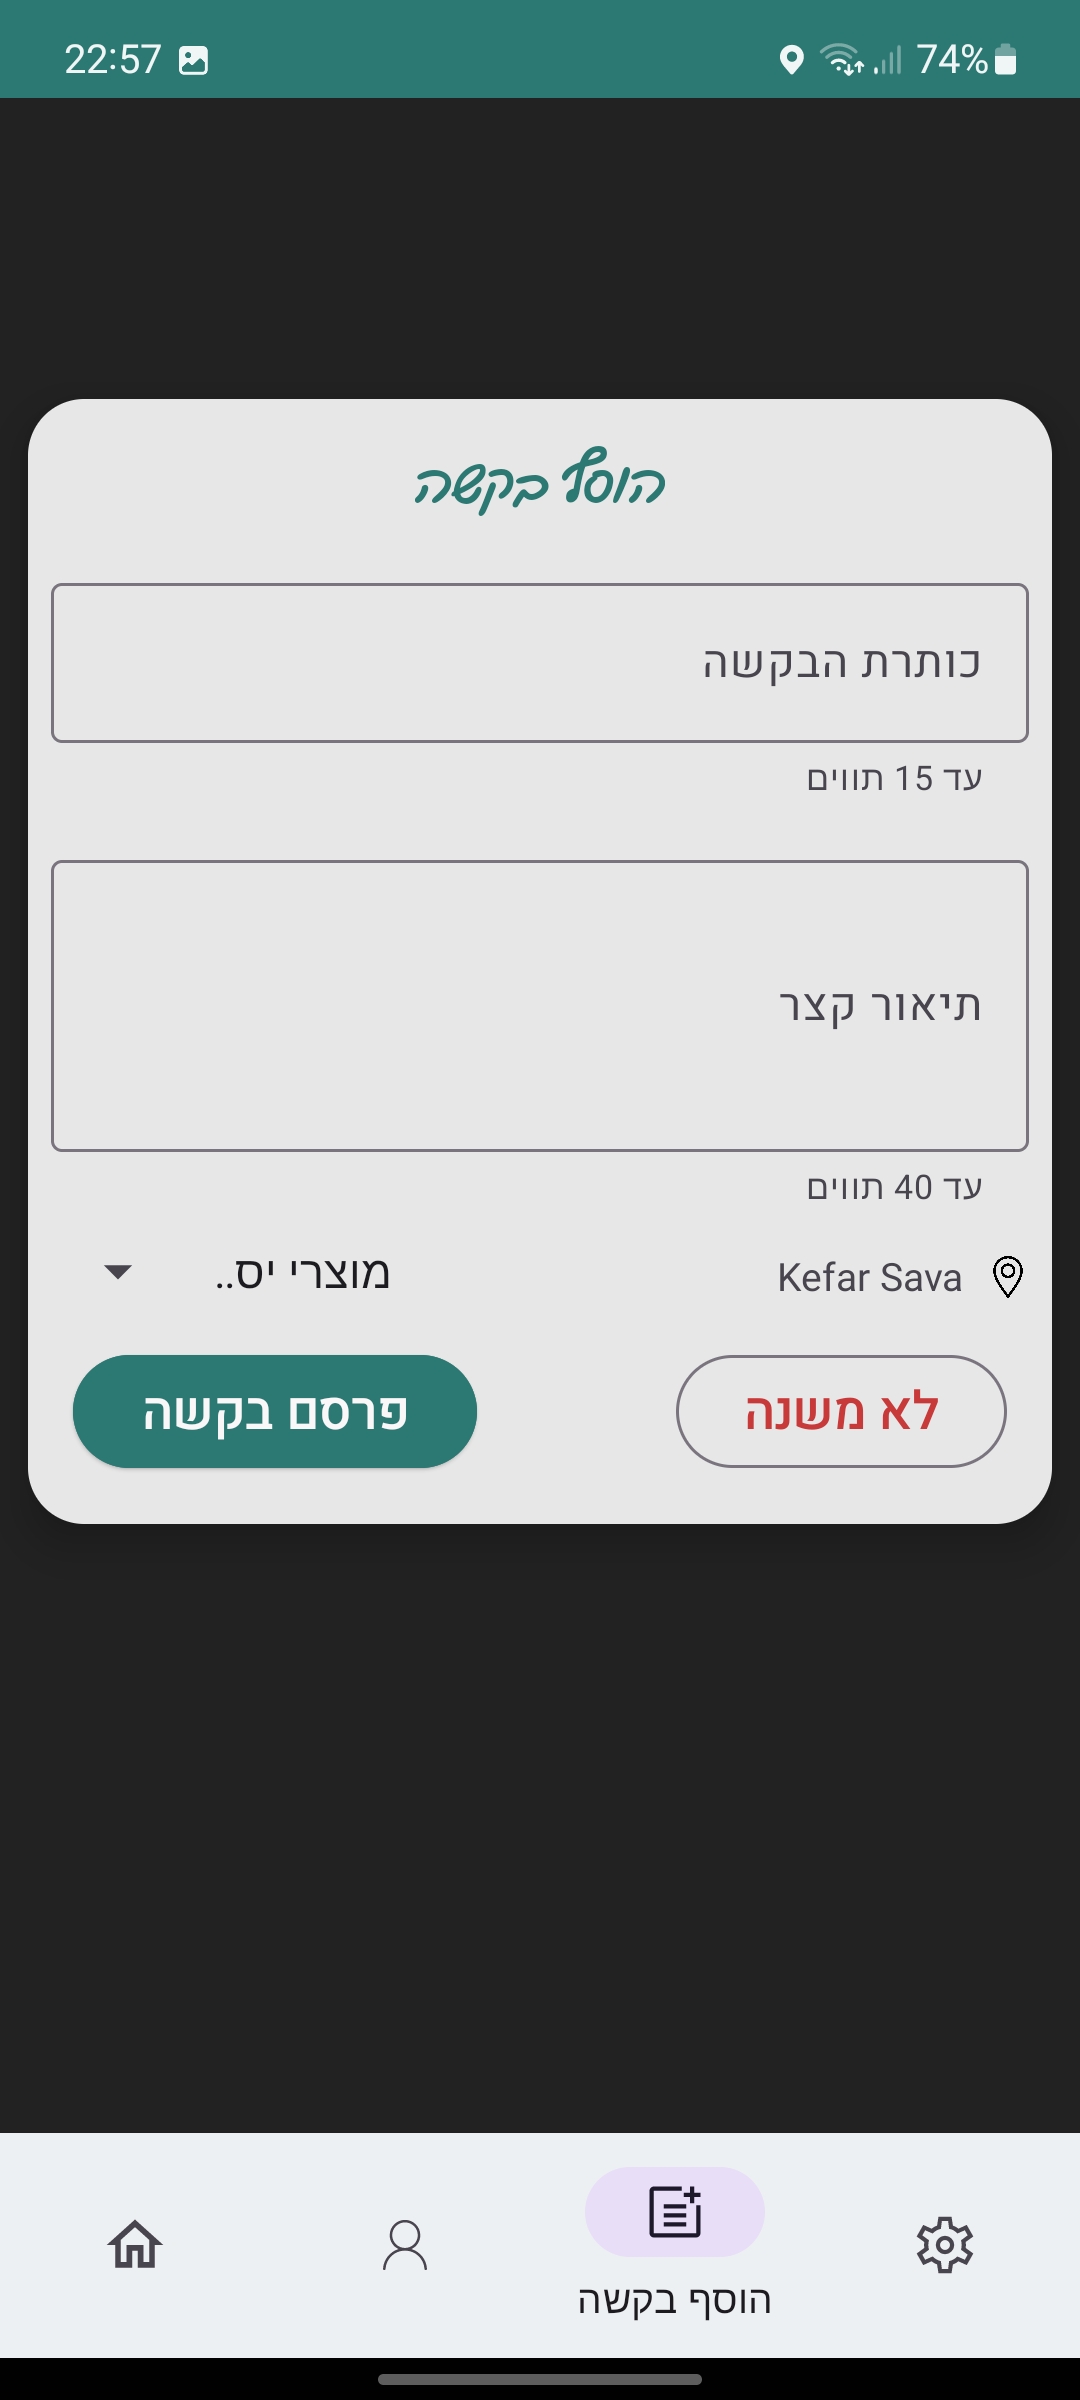 22:57 74%
הוסף בקשה
כותרת הבקשה
עד 15 תווים
תיאור קצר
עד 40 תווים
Kefar Sava
מוצרי יס..
לא משנה
פרסם בקשה
הוסף בקשה